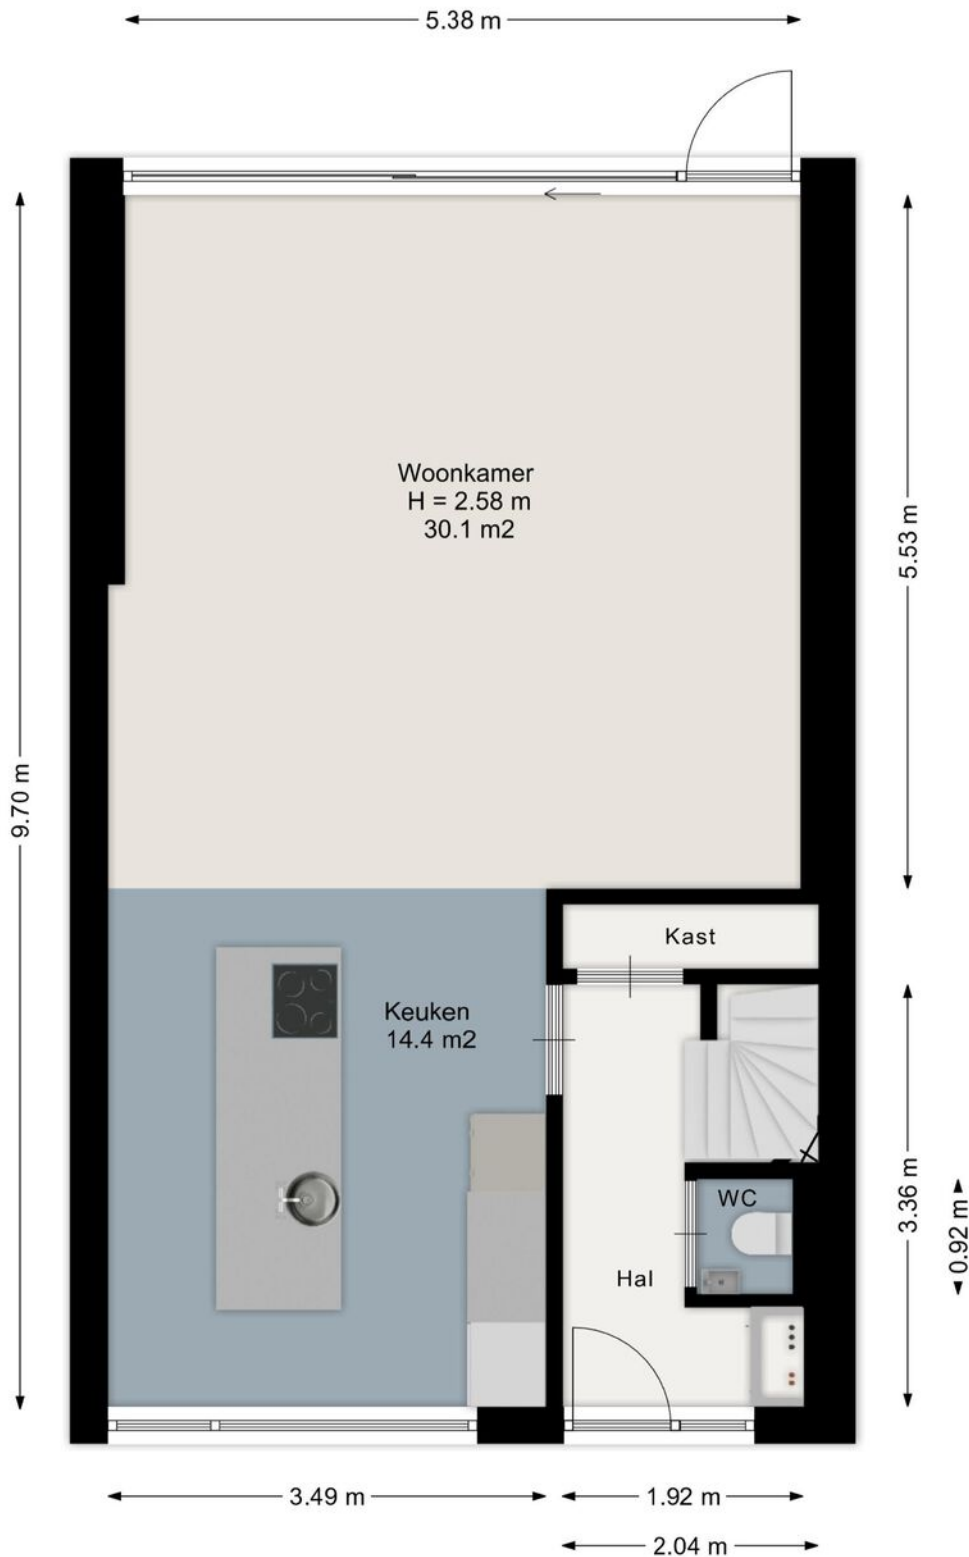 5.38 m
Woonkamer
H = 2.58 m
30.1 m2
5.53 m
9.70 m
Kast
Keuken
14.4 m2
WC
3.36 m
0.92 m
Hal
3.49 m
1.92 m
2.04 m